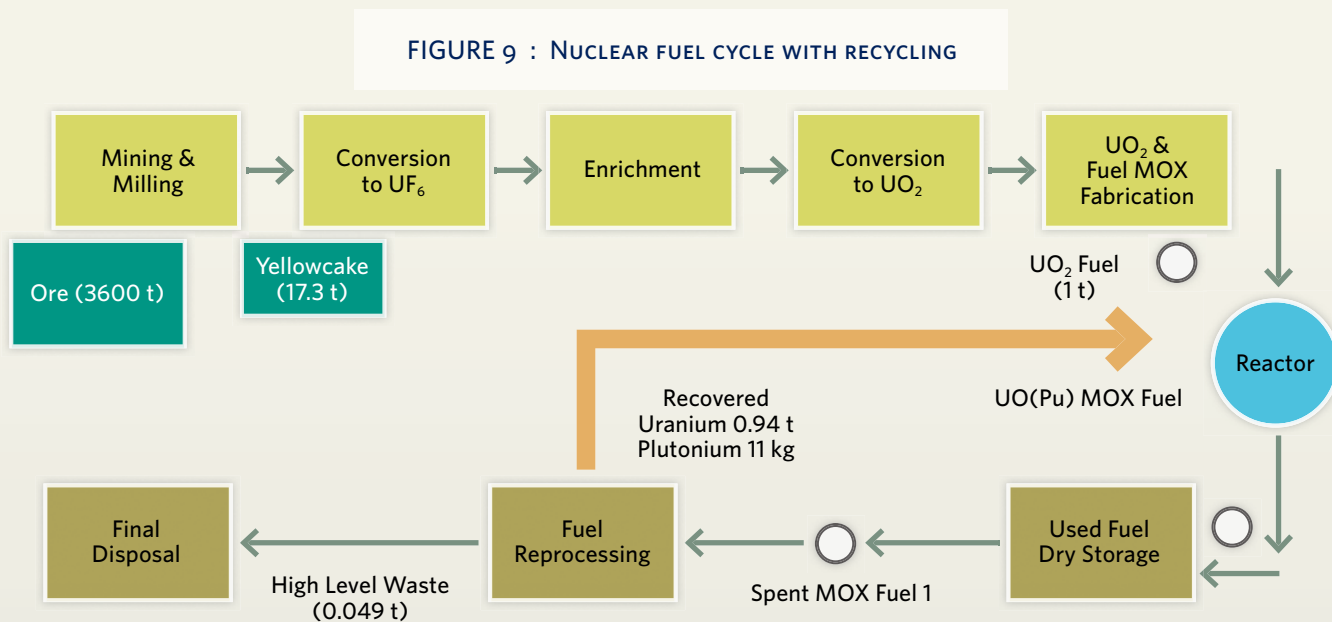 FIGURE 9 : NUCLEAR FUEL CYCLE WITH RECYCLING
Mining &
Milling
Conversion
to UF₆
Enrichment
Conversion
to UO₂
UO₂ &
Fuel MOX
Fabrication
Ore (3600 t)
Yellowcake
(17.3 t)
UO₂ Fuel
(1 t)
Reactor
Recovered
Uranium 0.94 t
Plutonium 11 kg
UO(Pu) MOX Fuel
Final
Disposal
High Level Waste
(0.049 t)
Fuel
Reprocessing
Spent MOX Fuel 1
Used Fuel
Dry Storage